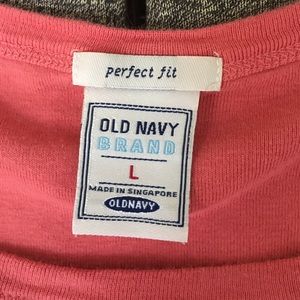 perfect fit
OLD NAVY
BRAND
L
MADE IN SINGAPORE
OLDNAVY